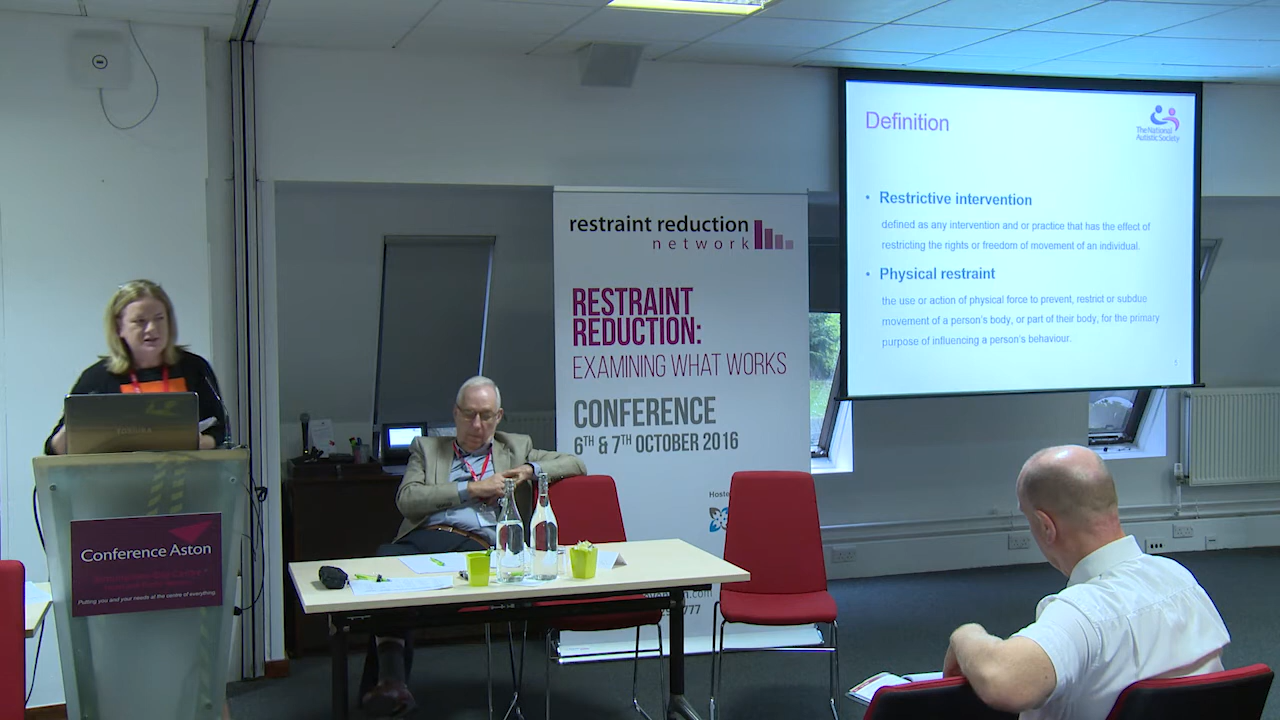 Definition
The National
Autistic Society
• Restrictive intervention
defined as any intervention and or practice that has the effect of
restricting the rights or freedom of movement of an individual.
• Physical restraint
the use or action of physical force to prevent, restrict or subdue
movement of a person's body, or part of their body, for the primary
purpose of influencing a person's behaviour.
restraint reduction
network
RESTRAINT
REDUCTION:
EXAMINING WHAT WORKS
CONFERENCE
6TH & 7TH OCTOBER 2016
Hoste
777
TOSHIBA
Conference Aston
Putting you and your needs at the centre of everything.